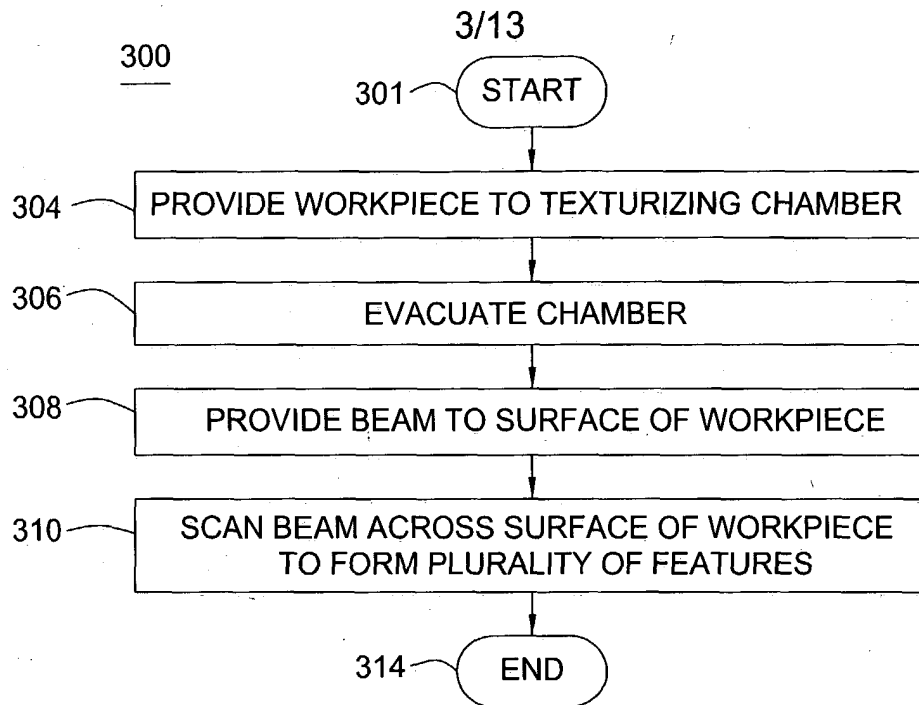 3/13
300
301
START
304
PROVIDE WORKPIECE TO TEXTURIZING CHAMBER
306
EVACUATE CHAMBER
308
PROVIDE BEAM TO SURFACE OF WORKPIECE
310
SCAN BEAM ACROSS SURFACE OF WORKPIECE
TO FORM PLURALITY OF FEATURES
314
END